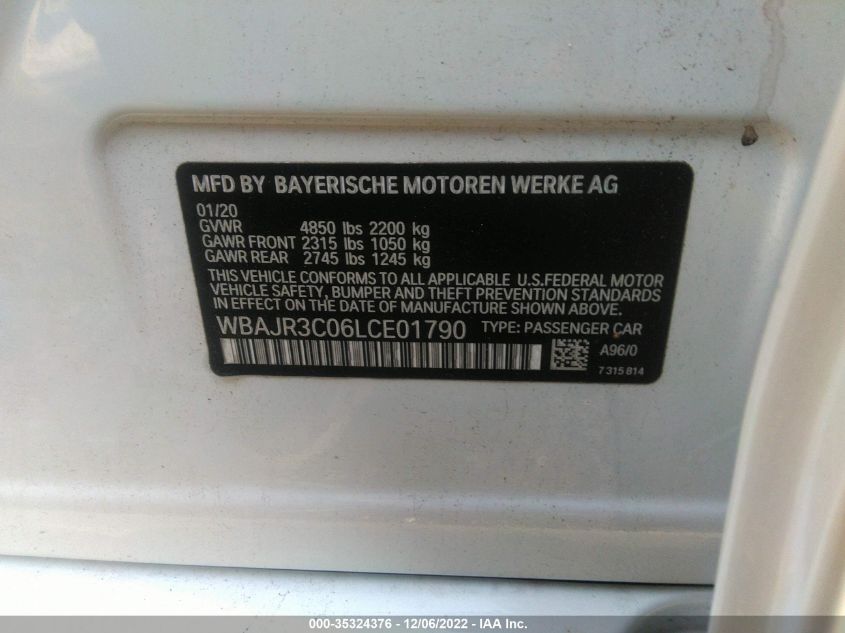 MFD BY BAYERISCHE MOTOREN WERKE AG
01/20
GVWR 4850 lbs 2200 kg
GAWR FRONT 2315 lbs 1050 kg
GAWR REAR 2745 lbs 1245 kg
THIS VEHICLE CONFORMS TO ALL APPLICABLE U.S.FEDERAL MOTOR
VEHICLE SAFETY, BUMPER AND THEFT PREVENTION STANDARDS
IN EFFECT ON THE DATE OF MANUFACTURE SHOWN ABOVE.
WBAJR3C06LCE01790 TYPE: PASSENGER CAR
A96/0
7 315 814
000-35324376 - 12/06/2022 - IAA Inc.